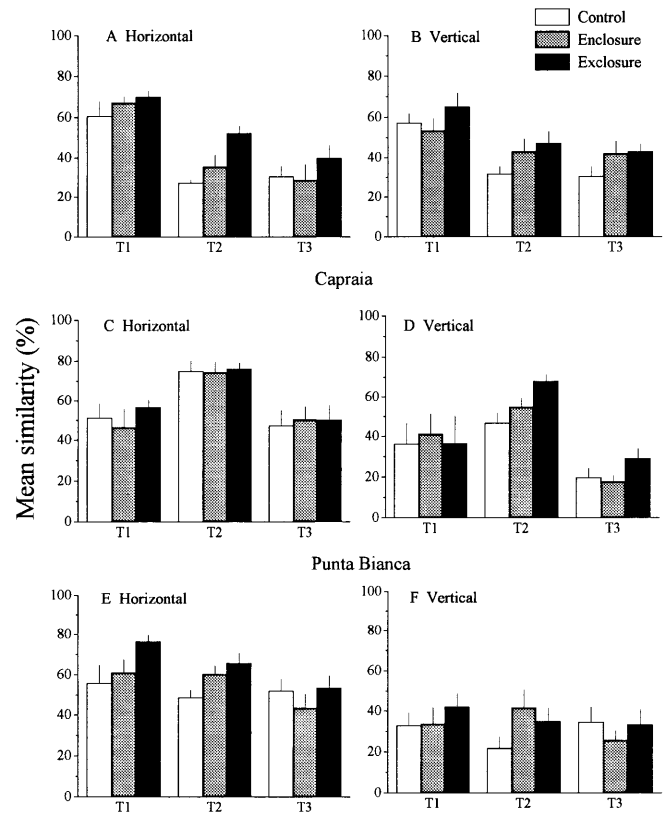 Control
Enclosure
Exclosure
A Horizontal
100
80
60
40
20
0
T1 T2 T3
B Vertical
100
80
60
40
20
0
T1 T2 T3
Capraia
Mean similarity (%)
C Horizontal
100
80
60
40
20
0
T1 T2 T3
D Vertical
100
80
60
40
20
0
T1 T2 T3
Punta Bianca
E Horizontal
100
80
60
40
20
0
T1 T2 T3
F Vertical
100
80
60
40
20
0
T1 T2 T3